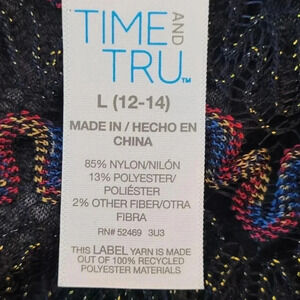 TIME AND
TRU™
L (12-14)
MADE IN / HECHO EN
CHINA
85% NYLON/NILÓN
13% POLYESTER/
POLIÉSTER
2% OTHER FIBER/OTRA
FIBRA
RN# 52469 3U3
THIS LABEL YARN IS MADE
OUT OF 100% RECYCLED
POLYESTER MATERIALS